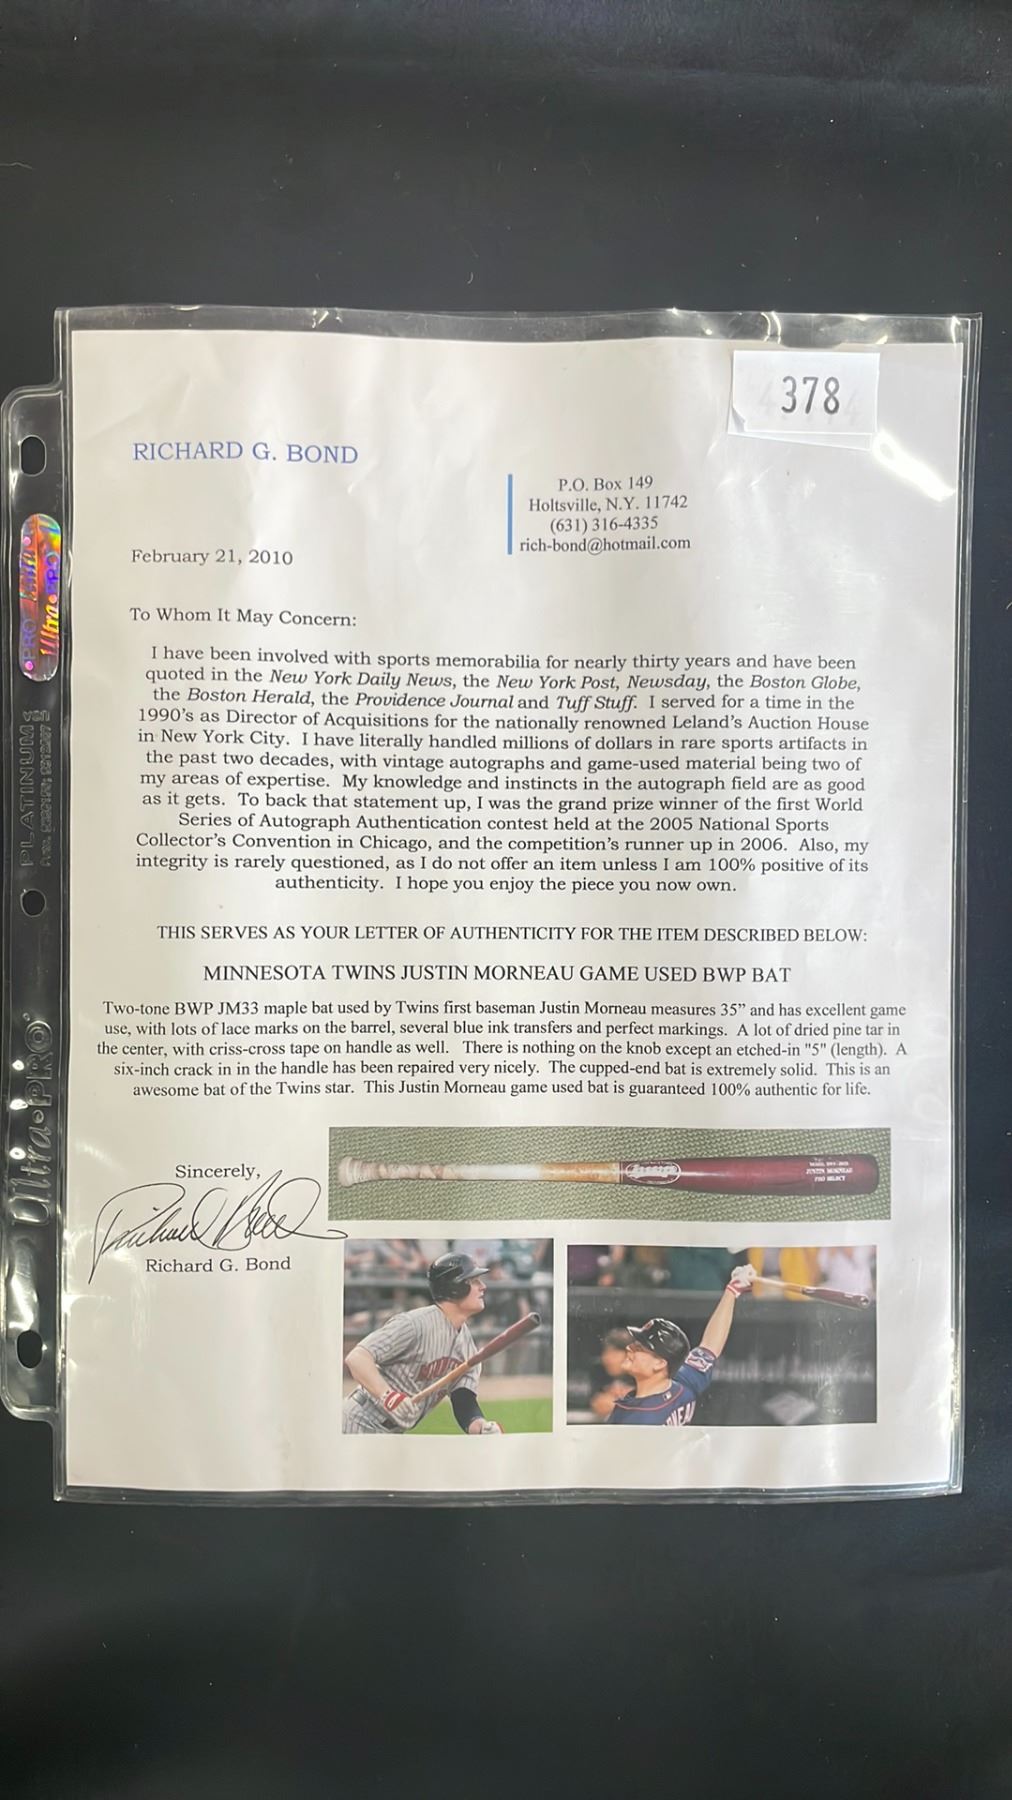 378
RICHARD G. BOND
P.O. Box 149
Holtsville, N.Y. 11742
(631) 316-4335
rich-bond@hotmail.com
February 21, 2010
To Whom It May Concern:
I have been involved with sports memorabilia for nearly thirty years and have been
quoted in the New York Daily News, the New York Post, Newsday, the Boston Globe,
the Boston Herald, the Providence Journal and Tuff Stuff. I served for a time in the
1990's as Director of Acquisitions for the nationally renowned Leland's Auction House
in New York City. I have literally handled millions of dollars in rare sports artifacts in
the past two decades, with vintage autographs and game-used material being two of
my areas of expertise. My knowledge and instincts in the autograph field are as good
as it gets. To back that statement up, I was the grand prize winner of the first World
Series of Autograph Authentication contest held at the 2005 National Sports
Collector's Convention in Chicago, and the competition's runner up in 2006. Also, my
integrity is rarely questioned, as I do not offer an item unless I am 100% positive of its
authenticity. I hope you enjoy the piece you now own.
THIS SERVES AS YOUR LETTER OF AUTHENTICITY FOR THE ITEM DESCRIBED BELOW:
MINNESOTA TWINS JUSTIN MORNEAU GAME USED BWP BAT
Two-tone BWP JM33 maple bat used by Twins first baseman Justin Morneau measures 35” and has excellent game
use, with lots of lace marks on the barrel, several blue ink transfers and perfect markings. A lot of dried pine tar in
the center, with criss-cross tape on handle as well. There is nothing on the knob except an etched-in "5" (length). A
six-inch crack in in the handle has been repaired very nicely. The cupped-end bat is extremely solid. This is an
awesome bat of the Twins star. This Justin Morneau game used bat is guaranteed 100% authentic for life.
Sincerely,
Richard Bond
Richard G. Bond
JUSTIN MORNEAU
PRO SELECT
Ultra•PRO
PLATINUM
Ultra•PRO